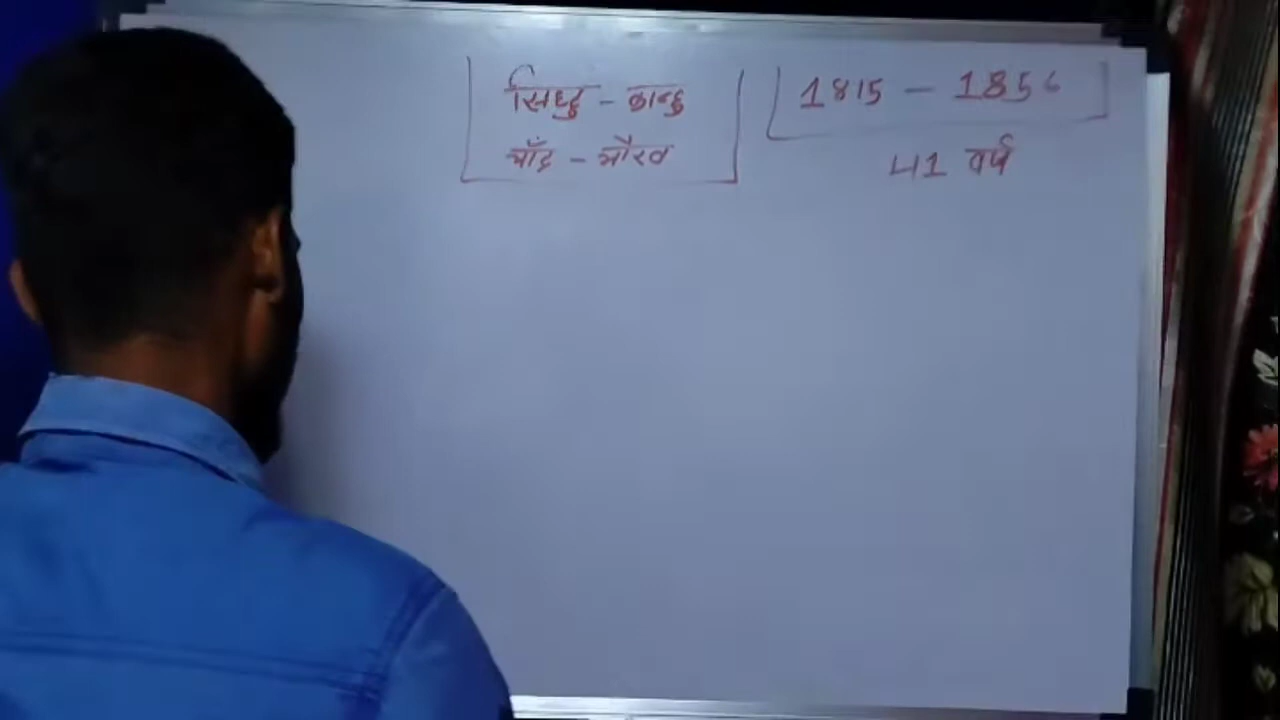 सिद्धु - कान्हु
चाँद - भैरव
1815 - 1856
41 वर्ष